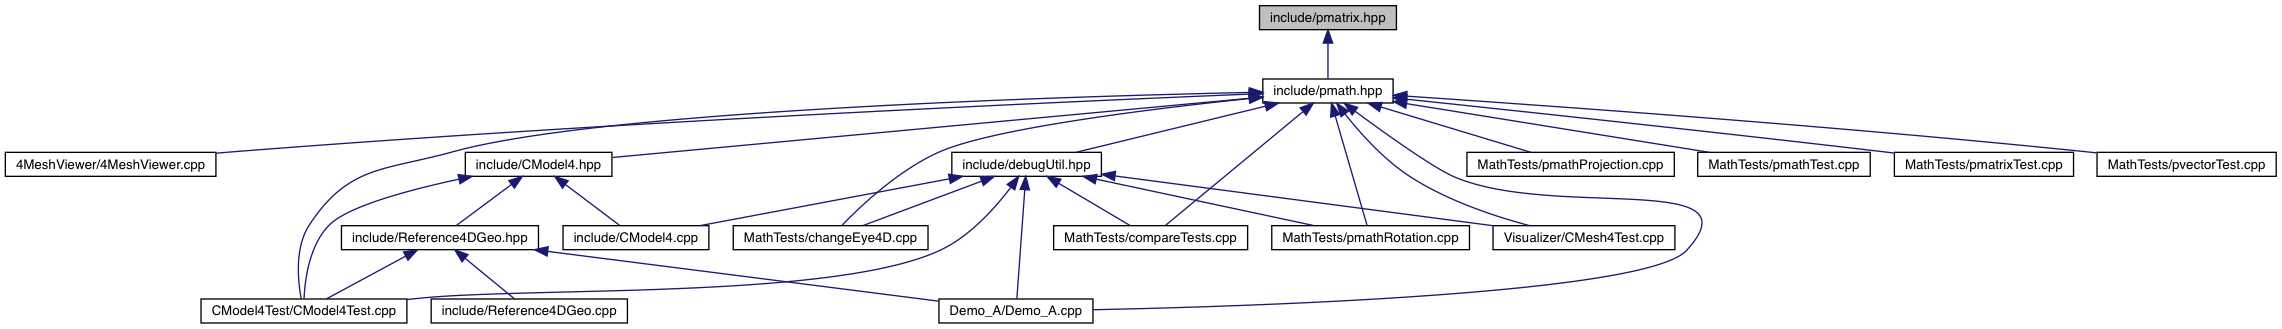 include/pmatrix.hpp
include/pmath.hpp
4MeshViewer/4MeshViewer.cpp
include/CModel4.hpp
include/debugUtil.hpp
MathTests/pmathProjection.cpp
MathTests/pmathTest.cpp
MathTests/pmatrixTest.cpp
MathTests/pvectorTest.cpp
include/Reference4DGeo.hpp
include/CModel4.cpp
MathTests/changeEye4D.cpp
MathTests/compareTests.cpp
MathTests/pmathRotation.cpp
Visualizer/CMesh4Test.cpp
CModel4Test/CModel4Test.cpp
include/Reference4DGeo.cpp
Demo_A/Demo_A.cpp